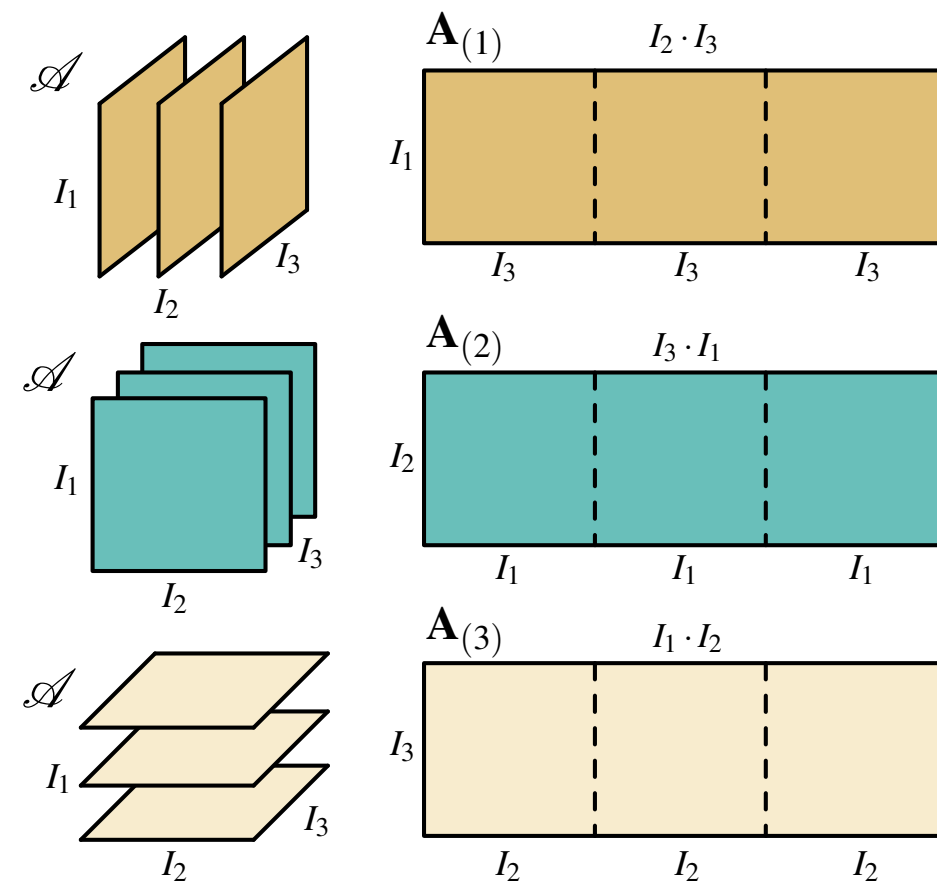 𝒜
I₁
I₂
I₃
𝐀₍₁₎
I₂ · I₃
I₁
I₃ I₃ I₃
𝒜
I₁
I₂
I₃
𝐀₍₂₎
I₃ · I₁
I₂
I₁ I₁ I₁
𝒜
I₁
I₂
I₃
𝐀₍₃₎
I₁ · I₂
I₃
I₂ I₂ I₂